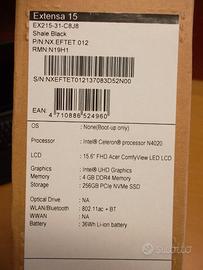 Extensa 15
EX215-31-C8J8
Shale Black
P/N:NX.EFTET.012
RMN:N19H1
S/N NXEFTET012137083D52N00
EAN
4 710886 524960
OS : None(Boot-up only)
Processor : Intel® Celeron® processor N4020
LCD : 15.6" FHD Acer ComfyView LED LCD
Graphics : Intel® UHD Graphics
Memory : 4 GB DDR4 Memory
Storage : 256GB PCIe NVMe SSD
Optical Drive : NA
WLAN/Bluetooth : 802.11ac + BT
WWAN : NA
Battery : 36Wh Li-ion battery
subito